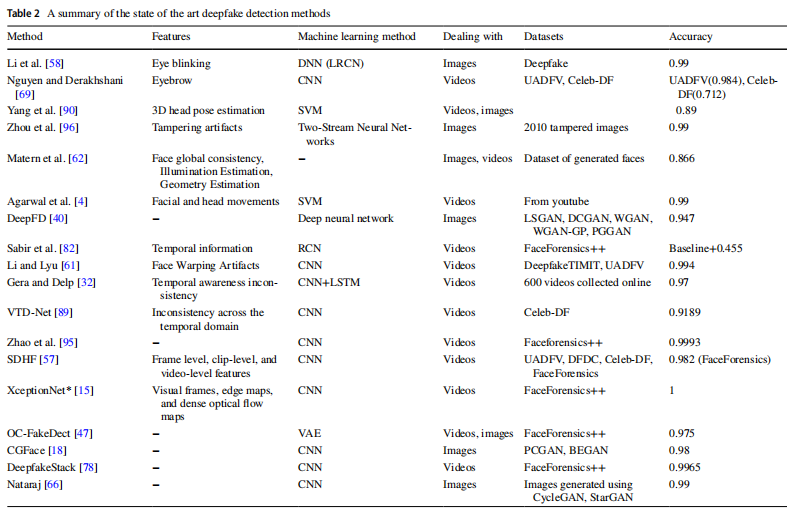 Table 2 A summary of the state of the art deepfake detection methods
Method Features Machine learning method Dealing with Datasets Accuracy
Li et al. [58] Eye blinking DNN (LRCN) Images Deepfake 0.99
Nguyen and Derakhshani CNN Eyebrow Videos UADFV, Celeb-DF UADFV(0.984), Celeb-
[69] DF(0.712)
Yang et al. [90] 3D head pose estimation SVM Videos, images 0.89
Zhou et al. [96] Tampering artifacts Two-Stream Neural Net- Images 2010 tampered images 0.99
works
Matern et al. [62] Face global consistency, – Images, videos Dataset of generated faces 0.866
Illumination Estimation,
Geometry Estimation
Agarwal et al. [4] Facial and head movements SVM Videos From youtube 0.99
DeepFD [40] – Deep neural network Images LSGAN, DCGAN, WGAN, 0.947
WGAN-GP, PGGAN
Sabir et al. [82] Temporal information RCN Videos FaceForensics++ Baseline+0.455
Li and Lyu [61] Face Warping Artifacts CNN Videos DeepfakeTIMIT, UADFV 0.994
Gera and Delp [32] Temporal awareness incon- CNN+LSTM Videos 600 videos collected online 0.97
sistency
VTD-Net [89] Inconsistency across the CNN Videos Celeb-DF 0.9189
temporal domain
Zhao et al. [95] – CNN Videos Faceforensics++ 0.9993
SDHF [57] Frame level, clip-level, and CNN Videos UADFV, DFDC, Celeb-DF, 0.982 (FaceForensics)
video-level features FaceForensics
XceptionNet* [15] Visual frames, edge maps, CNN Videos FaceForensics++ 1
and dense optical flow
maps
OC-FakeDect [47] – VAE Videos, images FaceForensics++ 0.975
CGFace [18] – CNN Images PCGAN, BEGAN 0.98
DeepfakeStack [78] – CNN Videos FaceForensics++ 0.9965
Nataraj [66] – CNN Images Images generated using 0.99
CycleGAN, StarGAN